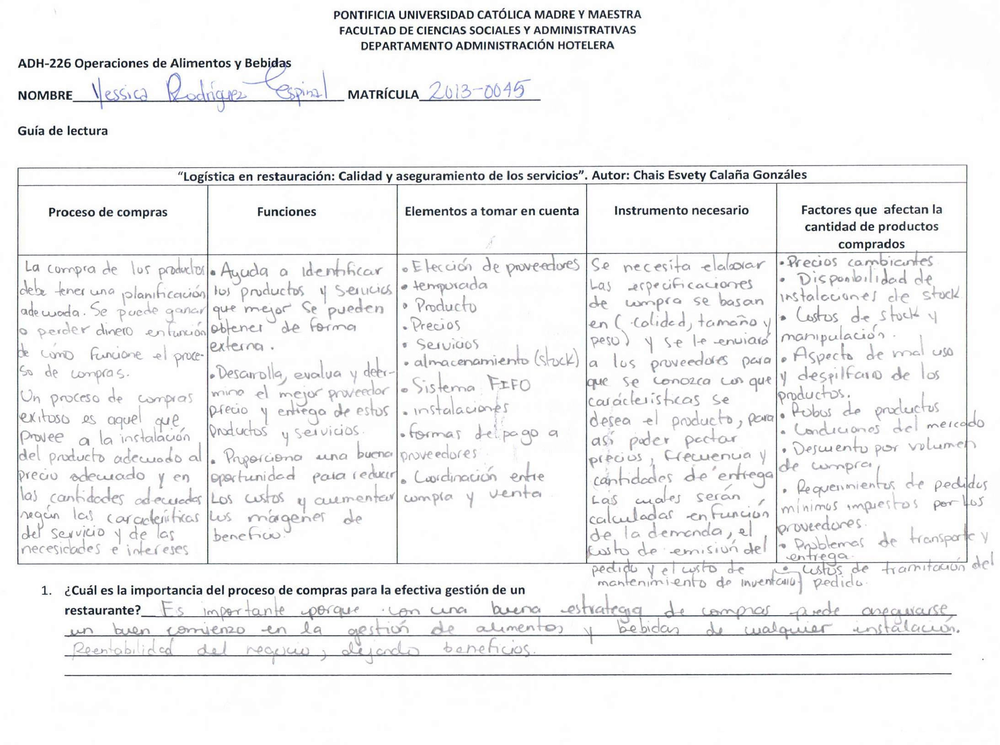 PONTIFICIA UNIVERSIDAD CATÓLICA MADRE Y MAESTRA
FACULTAD DE CIENCIAS SOCIALES Y ADMINISTRATIVAS
DEPARTAMENTO ADMINISTRACIÓN HOTELERA
ADH-226 Operaciones de Alimentos y Bebidas
NOMBRE Yessica Rodríguez Espinal MATRÍCULA 2013-0045
Guía de lectura
“Logística en restauración: Calidad y aseguramiento de los servicios”. Autor: Chais Esvety Calaña Gonzáles
Proceso de compras
La compra de los productos
debe tener una planificación
adecuada. Se puede ganar
o perder dinero en función
de cómo funcione el proce-
so de compras.
Un proceso de compras
exitoso es aquel que
provee a la instalación
del producto adecuado al
precio adecuado y en
las cantidades adecuadas
según las características
del servicio y de las
necesidades e intereses
Funciones
• Ayuda a identificar
los productos y servicios
que mejor se pueden
obtener de forma
externa.
• Desarrolla, evalua y deter-
mina el mejor proveedor
precio y entrega de estos
productos y servicios.
• Proporciona una buena
oportunidad para reducir
Los costos y aumentar
los márgenes de
beneficio.
Elementos a tomar en cuenta
• Elección de proveedores
• temporada
• Producto
• Precios
• Servicios
• almacenamiento (stock)
• Sistema FIFO
• instalaciones
• formas del pago a
proveedores
• Coordinación entre
compra y venta
Instrumento necesario
Se necesita elaborar
Las especificaciones
de compra se basan
en ( calidad, tamaño y
peso) y se le enviará
a los proveedores para
que se conozca con que
carácteristicas se
desea el producto, para
así poder pactar
precios, frecuencia y
cantidades de entrega
Las cuales serán
calculadas en función
de la demanda, el
costo de emisión del
pedido y el costo de
mantenimiento de inventario
Factores que afectan la
cantidad de productos
comprados
• Precios cambiantes
• Disponibilidad de
instalaciones de stock
• Costos de stock y
manipulación.
• Aspecto de mal uso
y despilfarro de los
productos.
• Robos de productos
• Condiciones del mercado
• Descuento por volumen
de compra
• Requerimientos de pedidos
mínimos impuestos por los
proveedores.
• Problemas de transporte y
entrega.
• Costos de tramitación del
pedido.
1. ¿Cuál es la importancia del proceso de compras para la efectiva gestión de un
restaurante? Es importante porque con una buena estrategia de compras puede asegurarse
un buen comienzo en la gestión de alimentos y bebidas de cualquier instalación.
Reentabilidad del negocio, dejando beneficios.